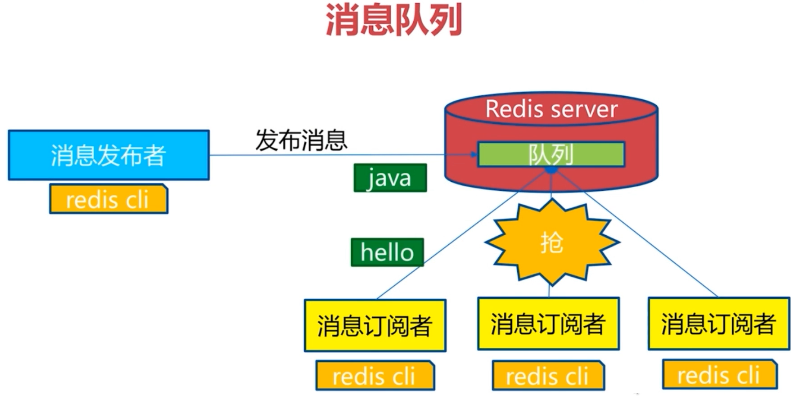 消息队列
Redis server
发布消息
消息发布者
队列
java
redis cli
抢
hello
消息订阅者
消息订阅者
消息订阅者
redis cli
redis cli
redis cli